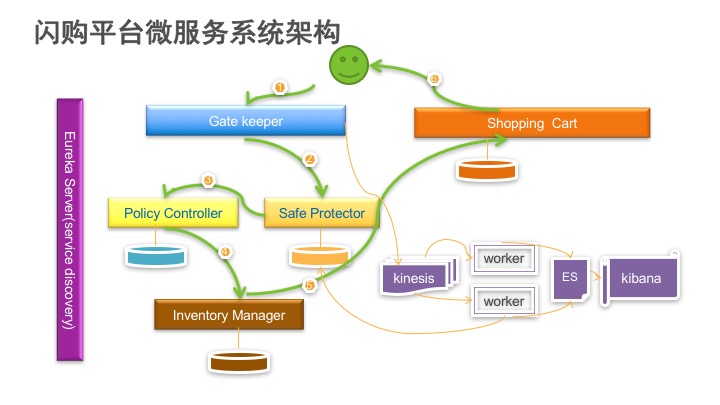 闪购平台微服务系统架构
1
6
Gate keeper
Shopping Cart
Eureka Server(service discovery)
2
3
Policy Controller
Safe Protector
4
5
kinesis
worker
worker
ES
kibana
Inventory Manager